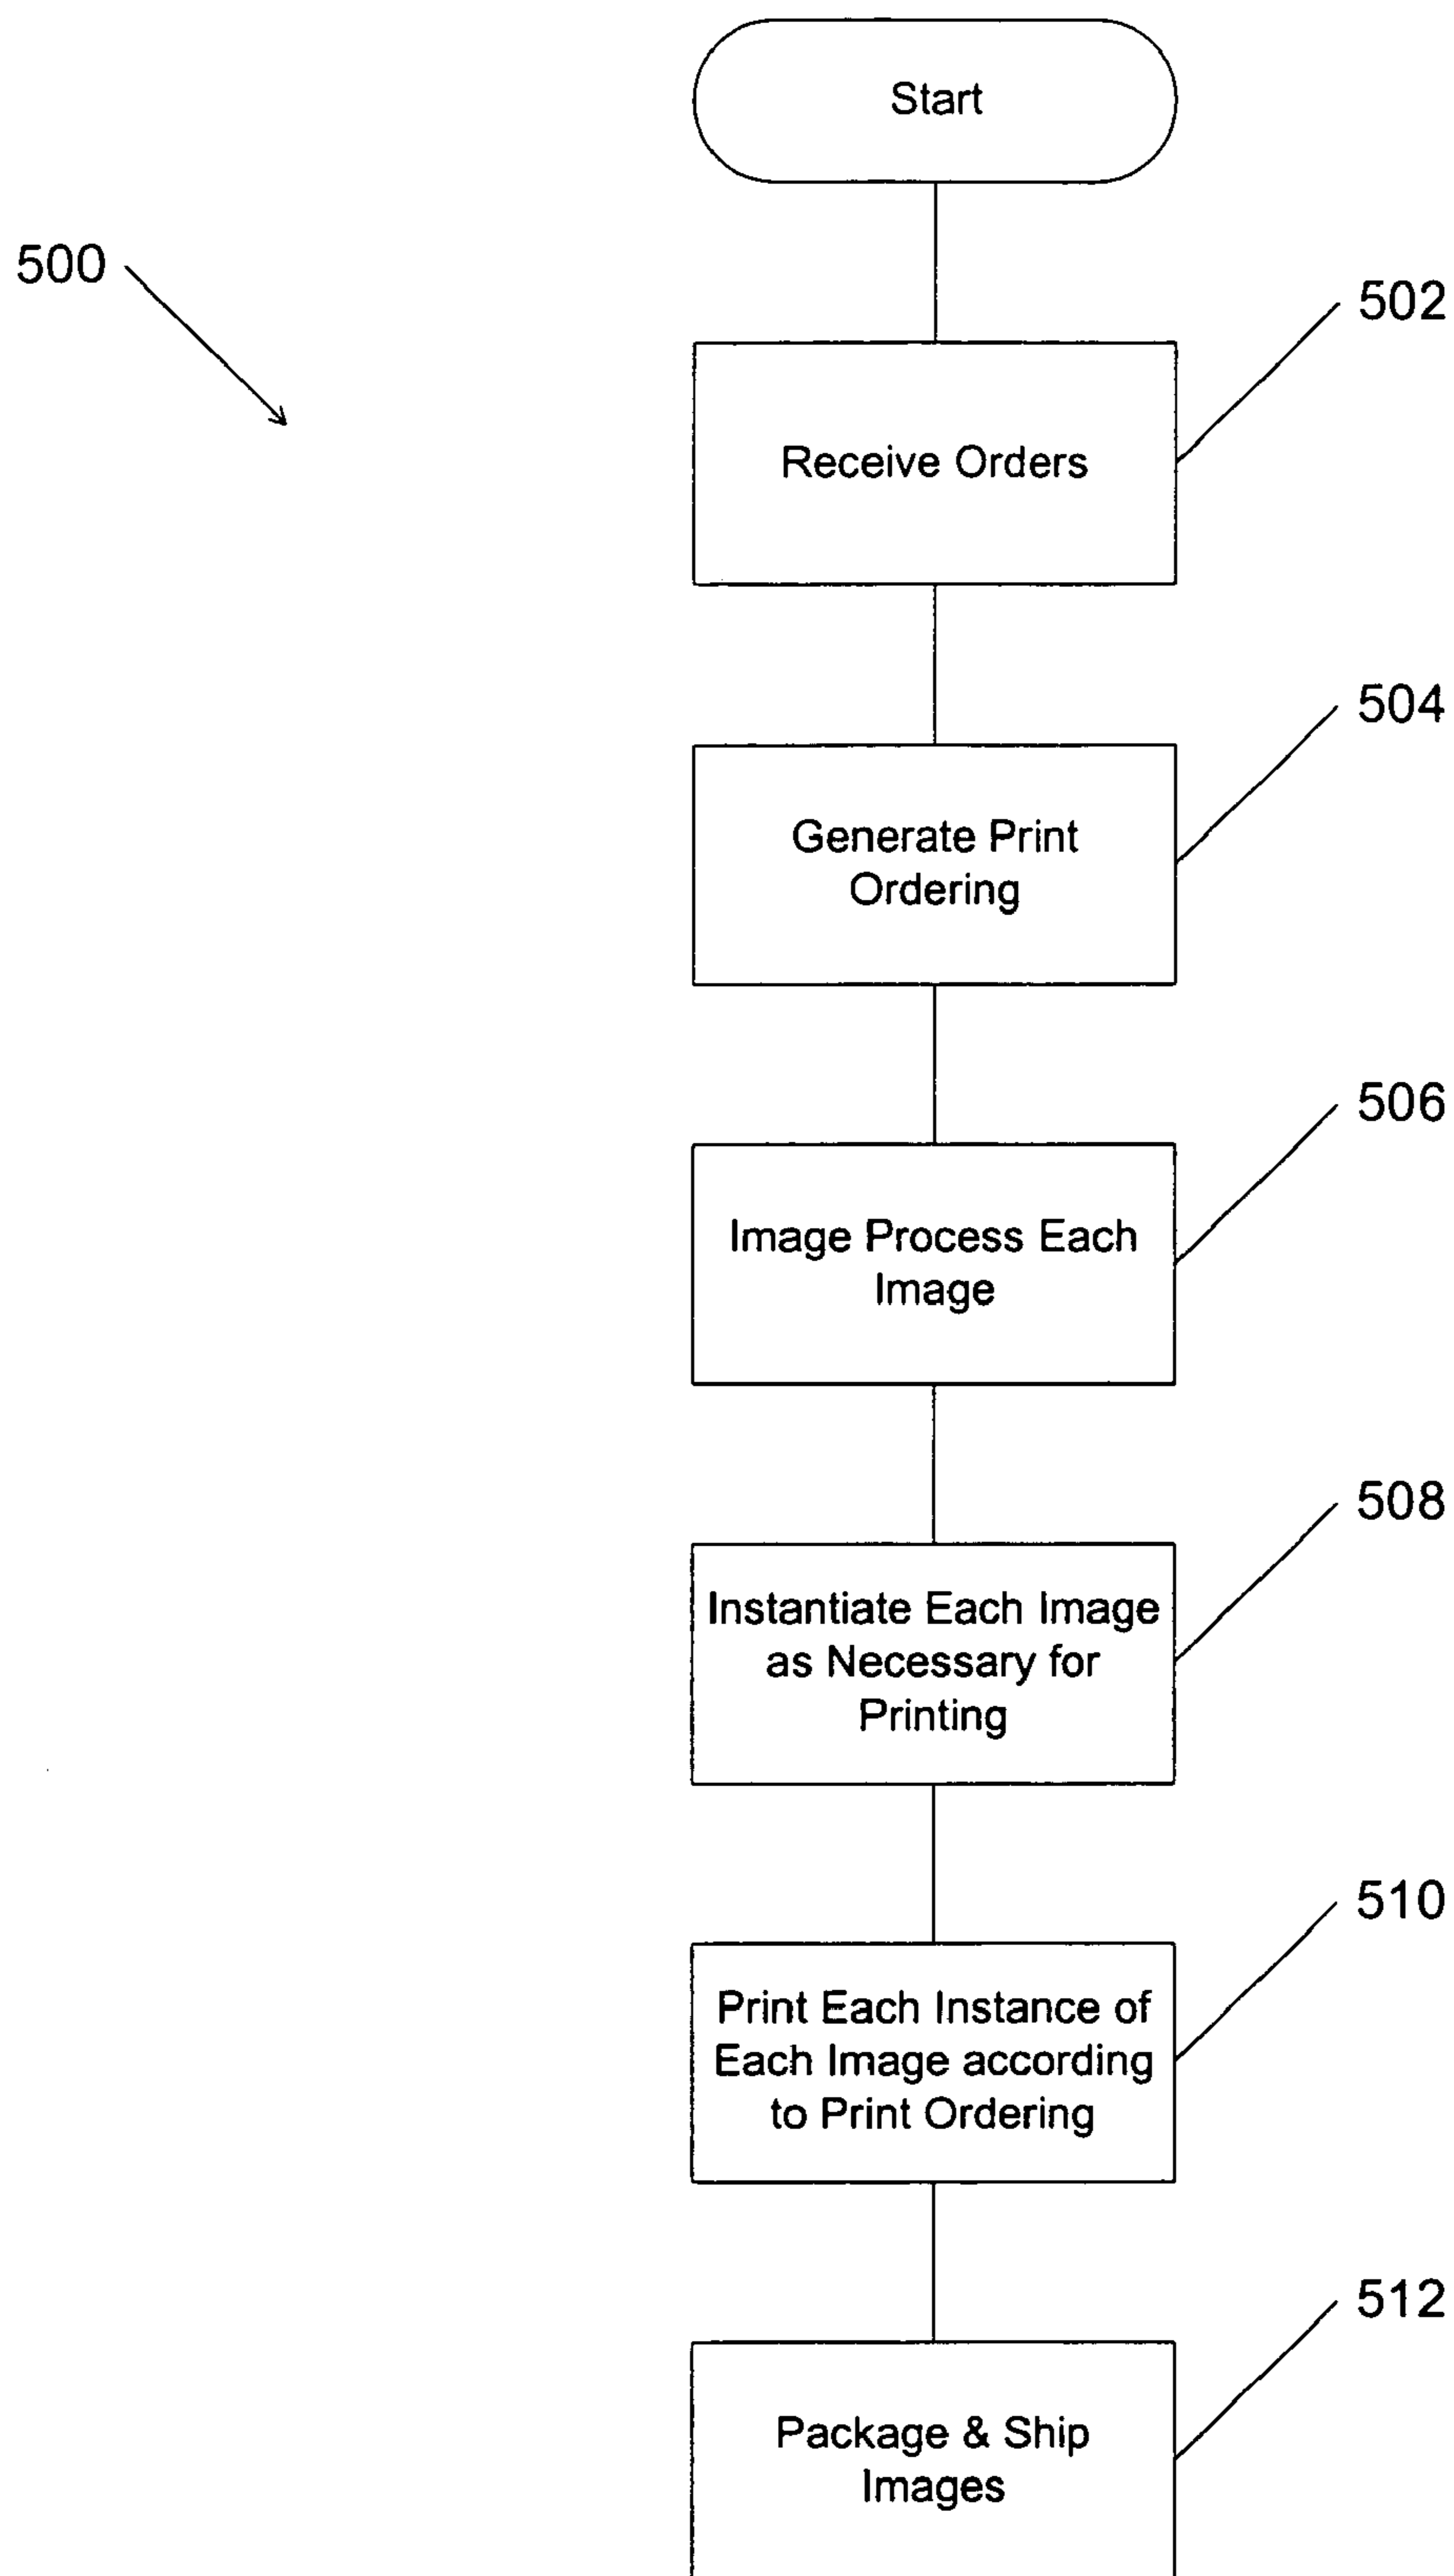 Start
500
502
Receive Orders
504
Generate Print
Ordering
506
Image Process Each
Image
508
Instantiate Each Image
as Necessary for
Printing
510
Print Each Instance of
Each Image according
to Print Ordering
512
Package & Ship
Images